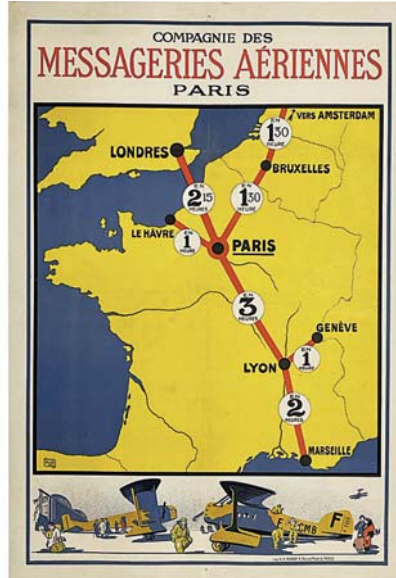 COMPAGNIE DES
MESSAGERIES AÉRIENNES
PARIS
VERS AMSTERDAM
EN
1 30
HEURE
LONDRES
BRUXELLES
EN
2 15
HEURES
EN
1 30
HEURE
LE HÂVRE
EN
1
HEURE
PARIS
EN
3
HEURES
GENÈVE
LYON
EN
1
HEURE
EN
2
HEURES
MARSEILLE
F
F
CMB